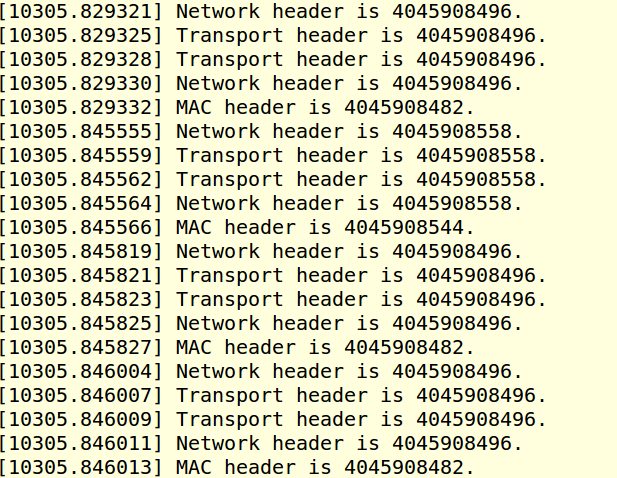 [10305.829321] Network header is 4045908496.
[10305.829325] Transport header is 4045908496.
[10305.829328] Transport header is 4045908496.
[10305.829330] Network header is 4045908496.
[10305.829332] MAC header is 4045908482.
[10305.845555] Network header is 4045908558.
[10305.845559] Transport header is 4045908558.
[10305.845562] Transport header is 4045908558.
[10305.845564] Network header is 4045908558.
[10305.845566] MAC header is 4045908544.
[10305.845819] Network header is 4045908496.
[10305.845821] Transport header is 4045908496.
[10305.845823] Transport header is 4045908496.
[10305.845825] Network header is 4045908496.
[10305.845827] MAC header is 4045908482.
[10305.846004] Network header is 4045908496.
[10305.846007] Transport header is 4045908496.
[10305.846009] Transport header is 4045908496.
[10305.846011] Network header is 4045908496.
[10305.846013] MAC header is 4045908482.